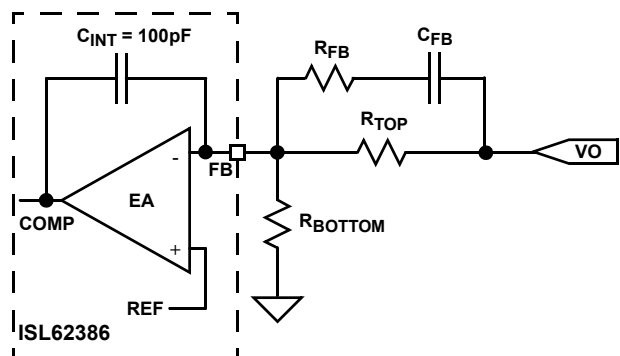 C_INT = 100pF
R_FB
C_FB
R_TOP
VO
-
FB
EA
COMP
R_BOTTOM
+
REF
ISL62386